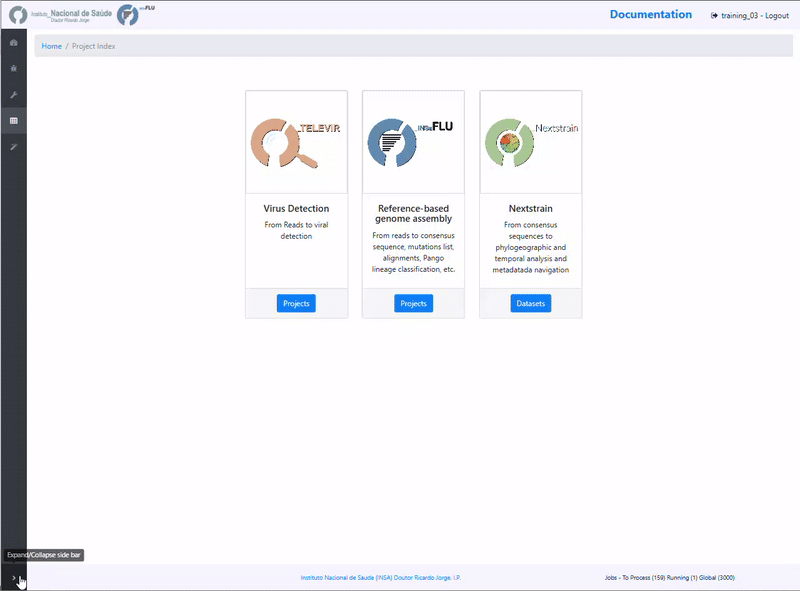 Instituto_Nacional de Saúde
Doutor Ricardo Jorge
FLU
Documentation
training_03 - Logout
Home / Project Index
TELEVIR
INSaFLU
Nextstrain
Virus Detection
From Reads to viral
detection
Projects
Reference-based
genome assembly
From reads to consensus
sequence, mutations list,
alignments, Pango
lineage classification, etc.
Projects
Nextstrain
From consensus
sequences to
phylogeographic and
temporal analysis and
metadatada navigation
Datasets
Expand/Collapse side bar
Instituto Nacional de Saúde (INSA) Doutor Ricardo Jorge, I.P.
Jobs - To Process (159) Running (1) Global (3000)